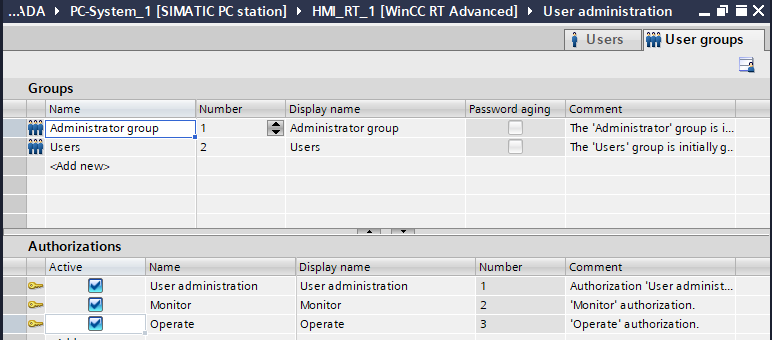 ...ADA ▸ PC-System_1 [SIMATIC PC station] ▸ HMI_RT_1 [WinCC RT Advanced] ▸ User administration
Users User groups
Groups
Name Number Display name Password aging Comment
Administrator group 1 Administrator group The 'Administrator' group is i...
Users 2 Users The 'Users' group is initially g...
<Add new>
Authorizations
Active Name Display name Number Comment
User administration User administration 1 Authorization 'User administ...
Monitor Monitor 2 'Monitor' authorization.
Operate Operate 3 'Operate' authorization.